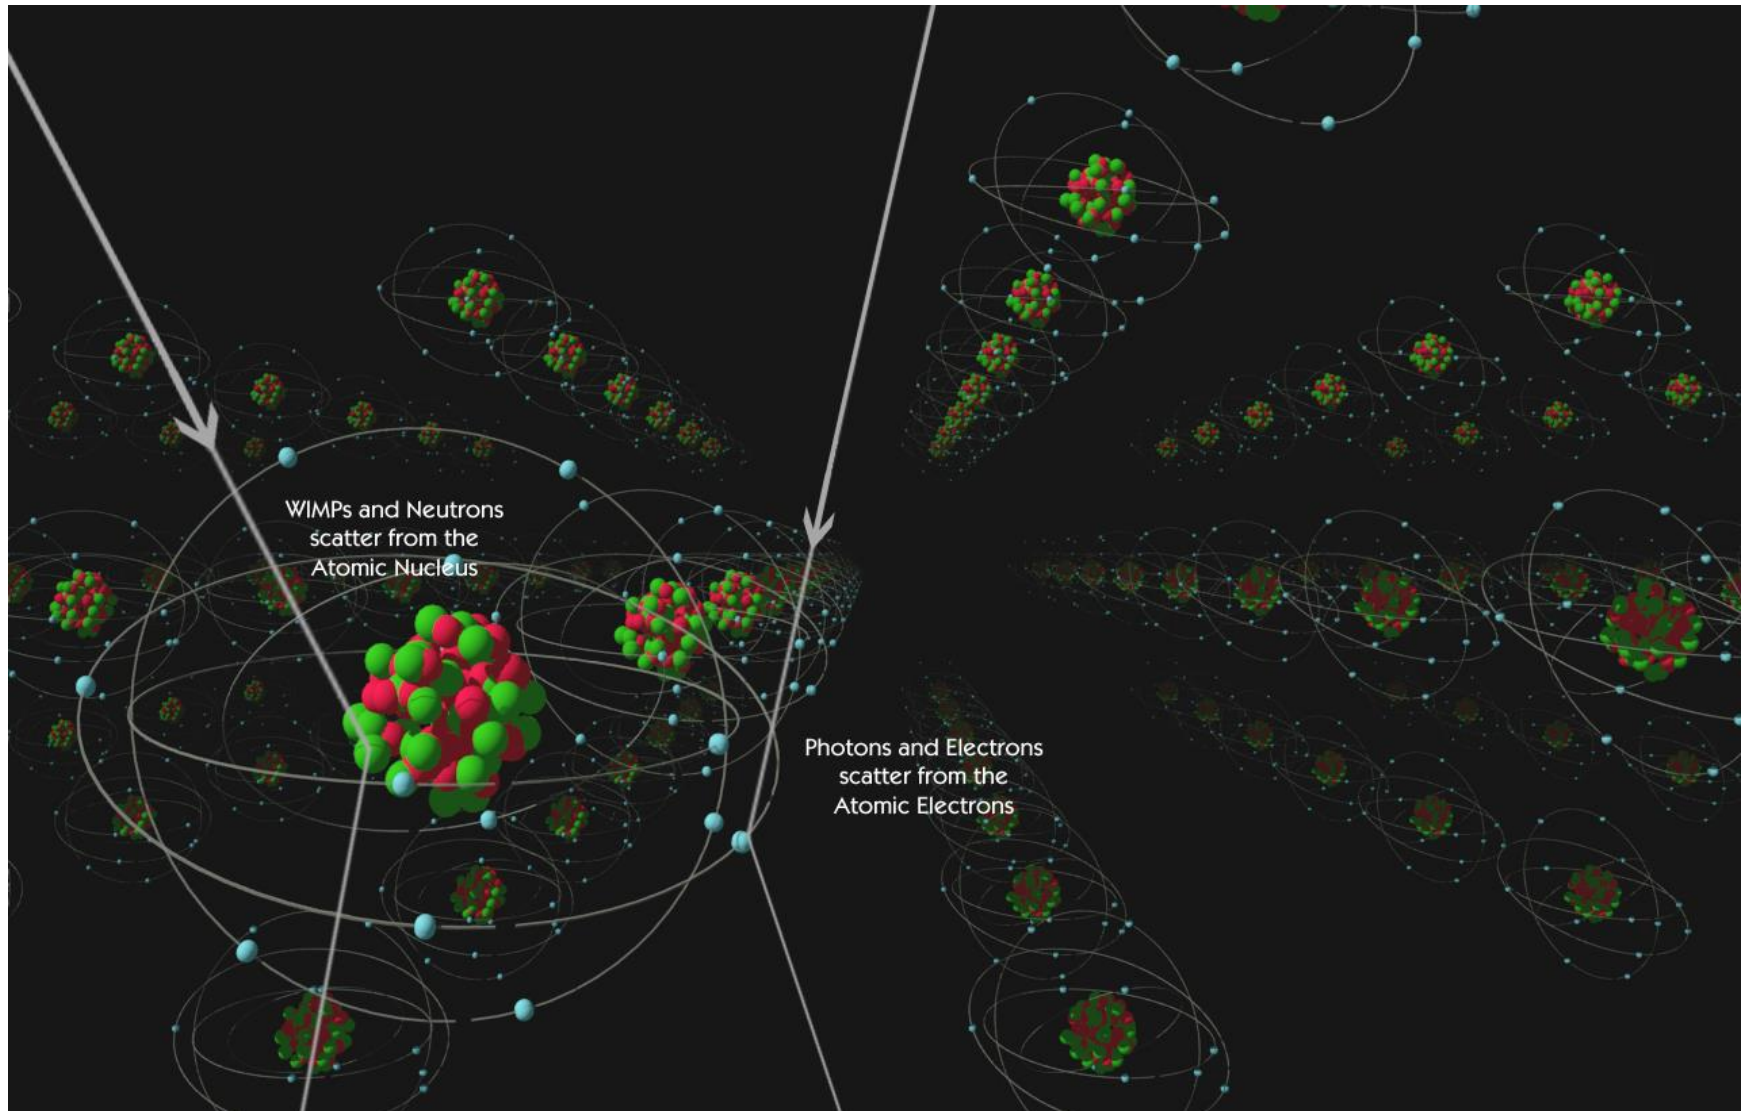 WIMPs and Neutrons
scatter from the
Atomic Nucleus
Photons and Electrons
scatter from the
Atomic Electrons